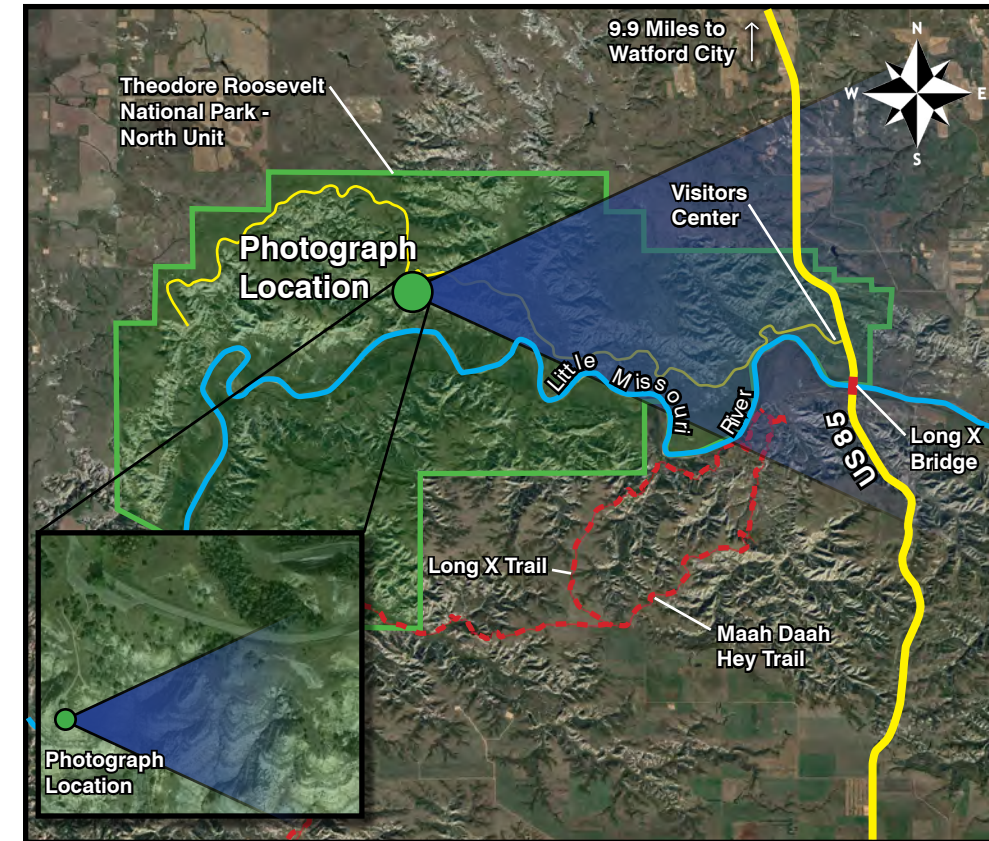 9.9 Miles to
Watford City
N
W
E
S
Theodore Roosevelt
National Park -
North Unit
Visitors
Center
Photograph
Location
Little Missouri River
US 85
Long X
Bridge
Long X Trail
Maah Daah
Hey Trail
Photograph
Location